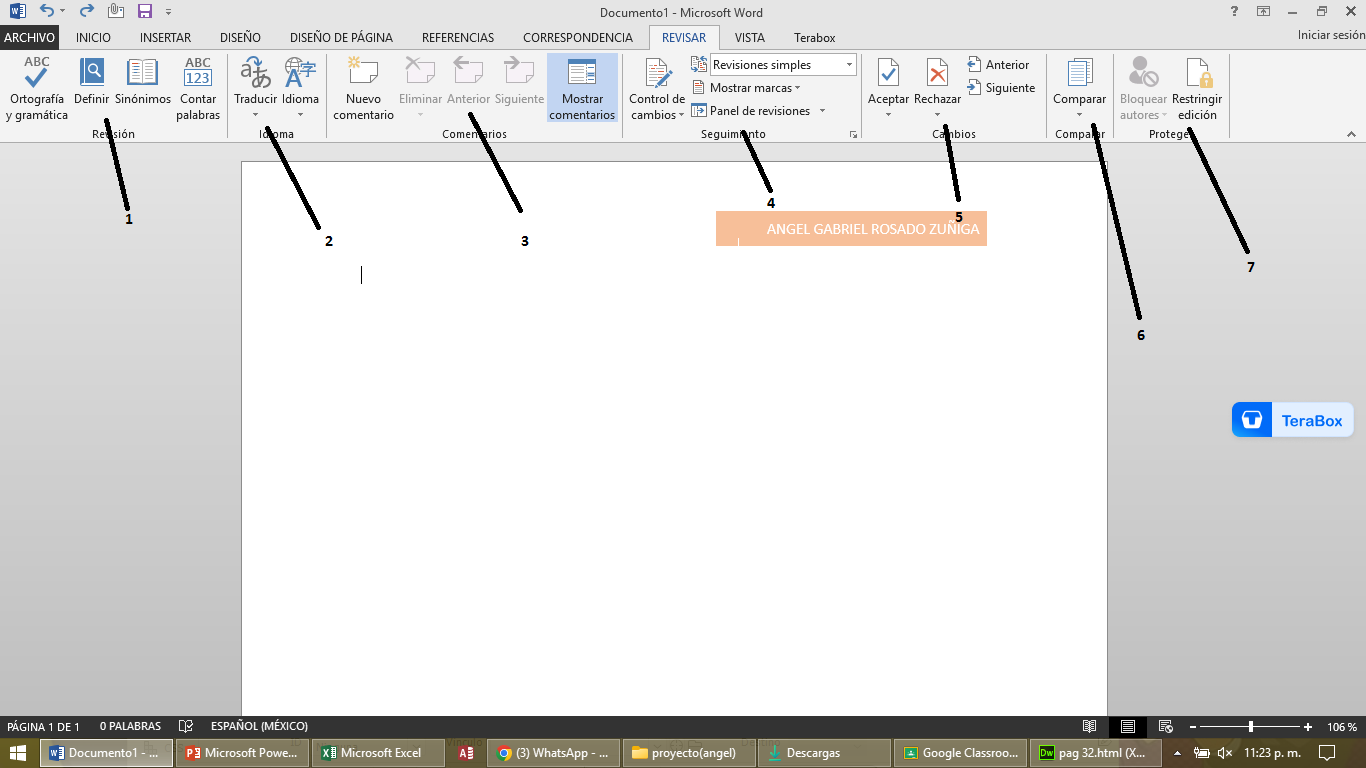 Documento1 - Microsoft Word
ARCHIVO INICIO INSERTAR DISEÑO DISEÑO DE PÁGINA REFERENCIAS CORRESPONDENCIA REVISAR VISTA Terabox Iniciar sesión
ABC Ortografía y gramática
Definir
Sinónimos
ABC 123 Contar palabras
Revisión
Traducir
Idioma
Idioma
Nuevo comentario
Eliminar
Anterior
Siguiente
Mostrar comentarios
Comentarios
Control de cambios
Revisiones simples
Mostrar marcas
Panel de revisiones
Seguimiento
Aceptar
Rechazar
Anterior
Siguiente
Cambios
Comparar
Comparar
Bloquear autores
Restringir edición
Proteger
1
2
3
4
5
6
7
ANGEL GABRIEL ROSADO ZUÑIGA
TeraBox
PÁGINA 1 DE 1 0 PALABRAS ESPAÑOL (MÉXICO) 106 %
Documento1 - ... Microsoft Powe... Microsoft Excel (3) WhatsApp - ... proyecto(angel) Descargas Google Classroo... Dw pag 32.html (X... 11:23 p. m.